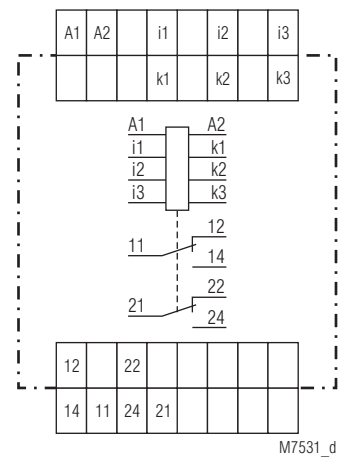 A1 A2 i1 i2 i3
k1 k2 k3
A1 A2
i1 k1
i2 k2
i3 k3
12
11
14
22
21
24
12 22
14 11 24 21
M7531_d